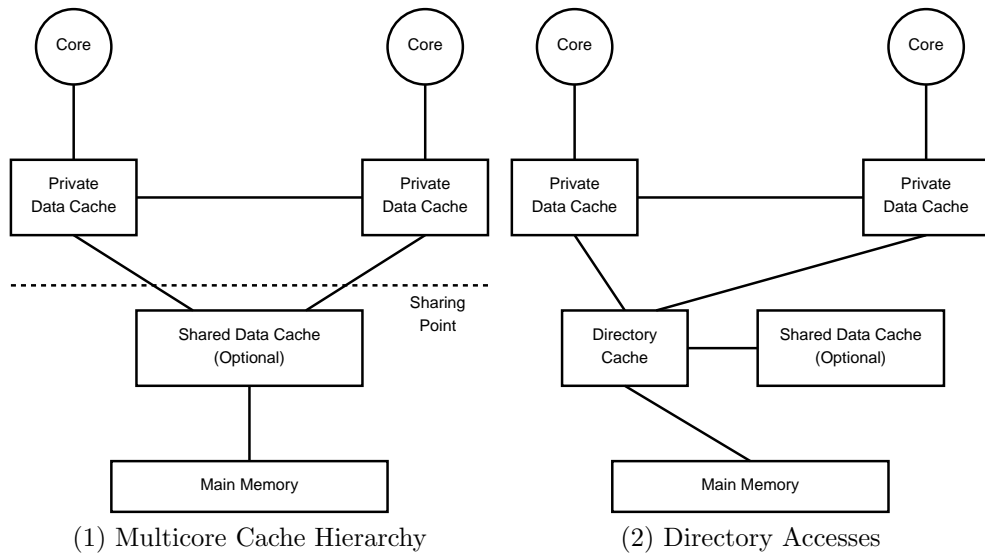 Core
Core
Private
Data Cache
Private
Data Cache
Sharing
Point
Shared Data Cache
(Optional)
Main Memory
(1) Multicore Cache Hierarchy
Core
Core
Private
Data Cache
Private
Data Cache
Directory
Cache
Shared Data Cache
(Optional)
Main Memory
(2) Directory Accesses